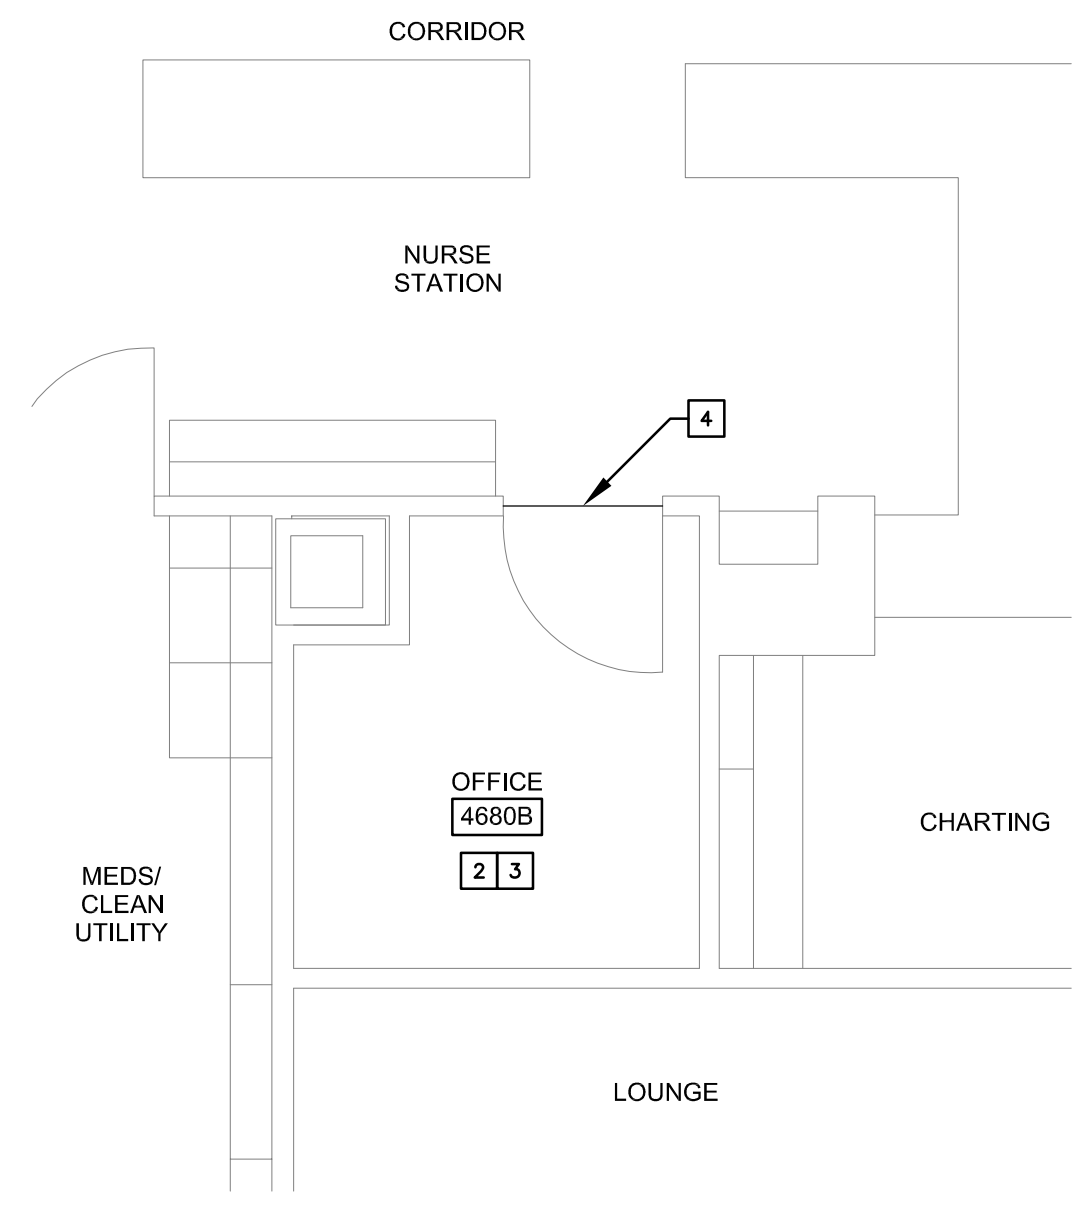 CORRIDOR
NURSE
STATION
4
OFFICE
4680B
2 3
CHARTING
MEDS/
CLEAN
UTILITY
LOUNGE